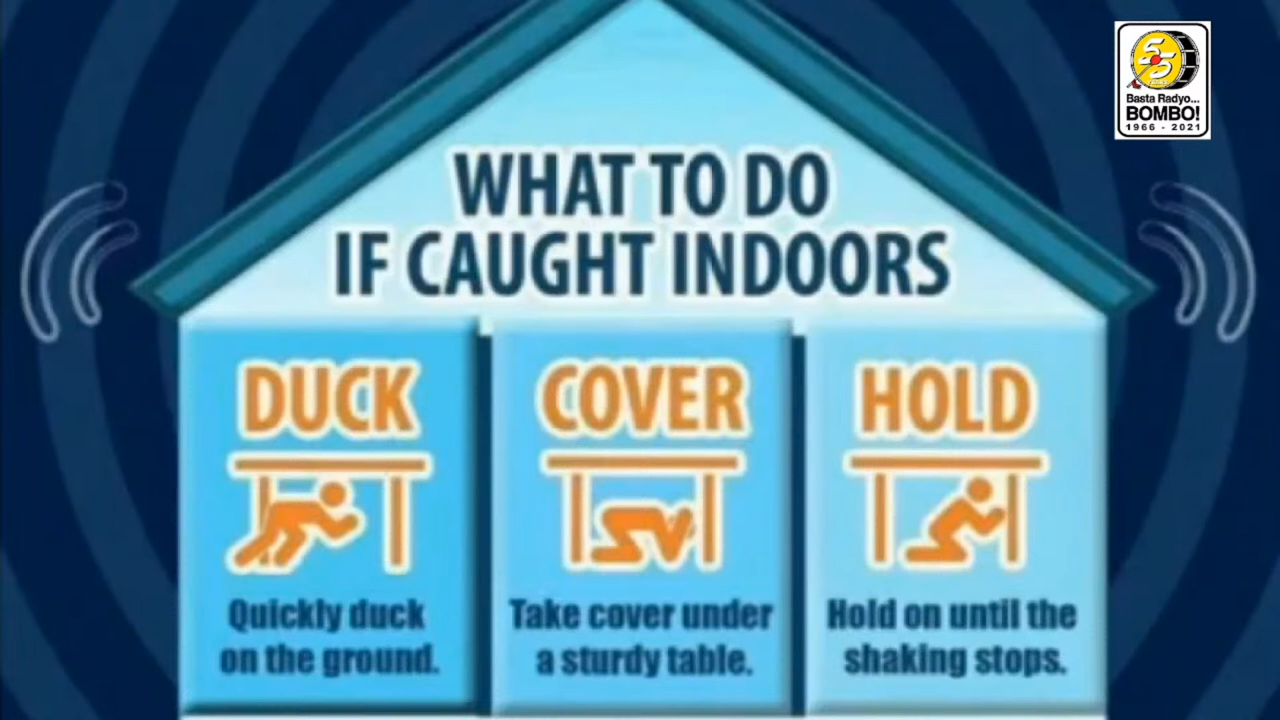 55
Basta Radyo...
BOMBO!
1966 - 2021
WHAT TO DO
IF CAUGHT INDOORS
DUCK
COVER
HOLD
Quickly duck
on the ground.
Take cover under
a sturdy table.
Hold on until the
shaking stops.